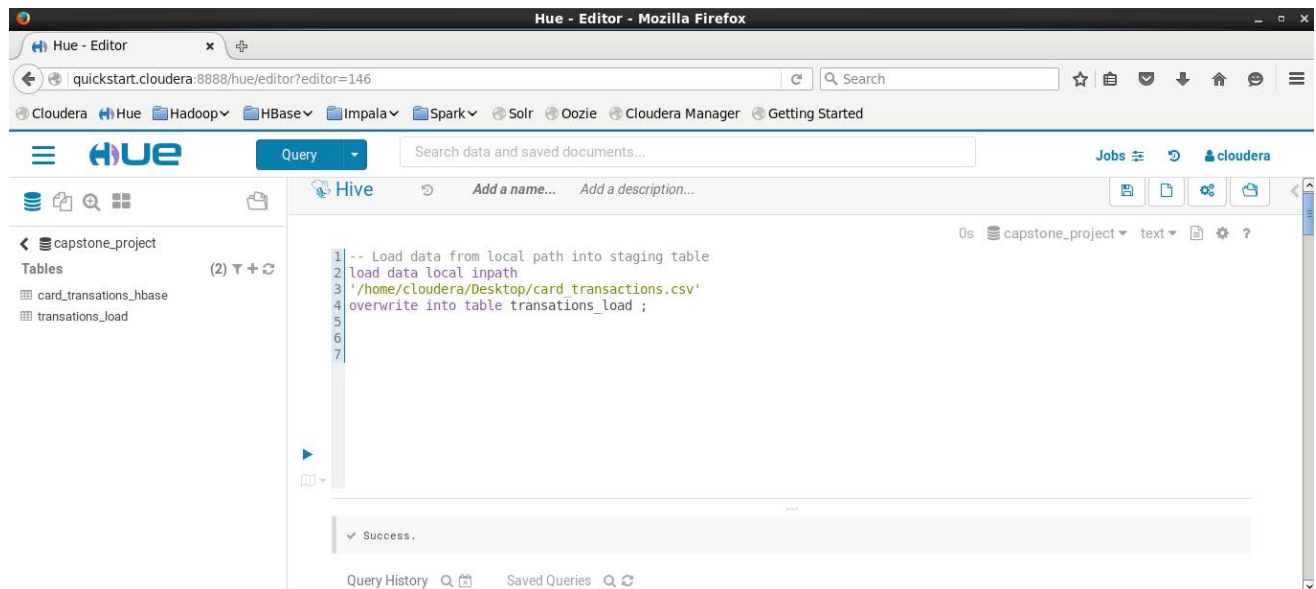 Hue - Editor - Mozilla Firefox
Hue - Editor
quickstart.cloudera:8888/hue/editor?editor=146
Search
Cloudera Hue Hadoop HBase Impala Spark Solr Oozie Cloudera Manager Getting Started
HUE Query Search data and saved documents... Jobs cloudera
Hive Add a name... Add a description...
capstone_project
Tables (2)
card_transations_hbase
transations_load
0s capstone_project text ?
1 -- Load data from local path into staging table
2 load data local inpath
3 '/home/cloudera/Desktop/card_transactions.csv'
4 overwrite into table transations_load ;
5
6
7
Success.
Query History Saved Queries